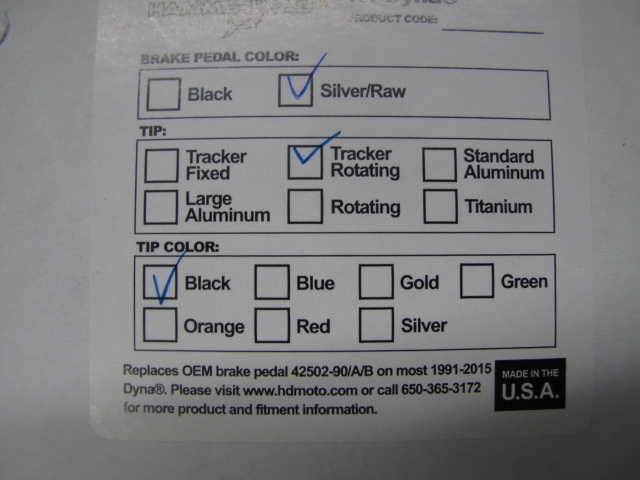 PRODUCT CODE:
BRAKE PEDAL COLOR:
Black Silver/Raw
TIP:
Tracker Fixed Tracker Rotating Standard Aluminum
Large Aluminum Rotating Titanium
TIP COLOR:
Black Blue Gold Green
Orange Red Silver
Replaces OEM brake pedal 42502-90/A/B on most 1991-2015
Dyna®. Please visit www.hdmoto.com or call 650-365-3172
for more product and fitment information.
MADE IN THE
U.S.A.